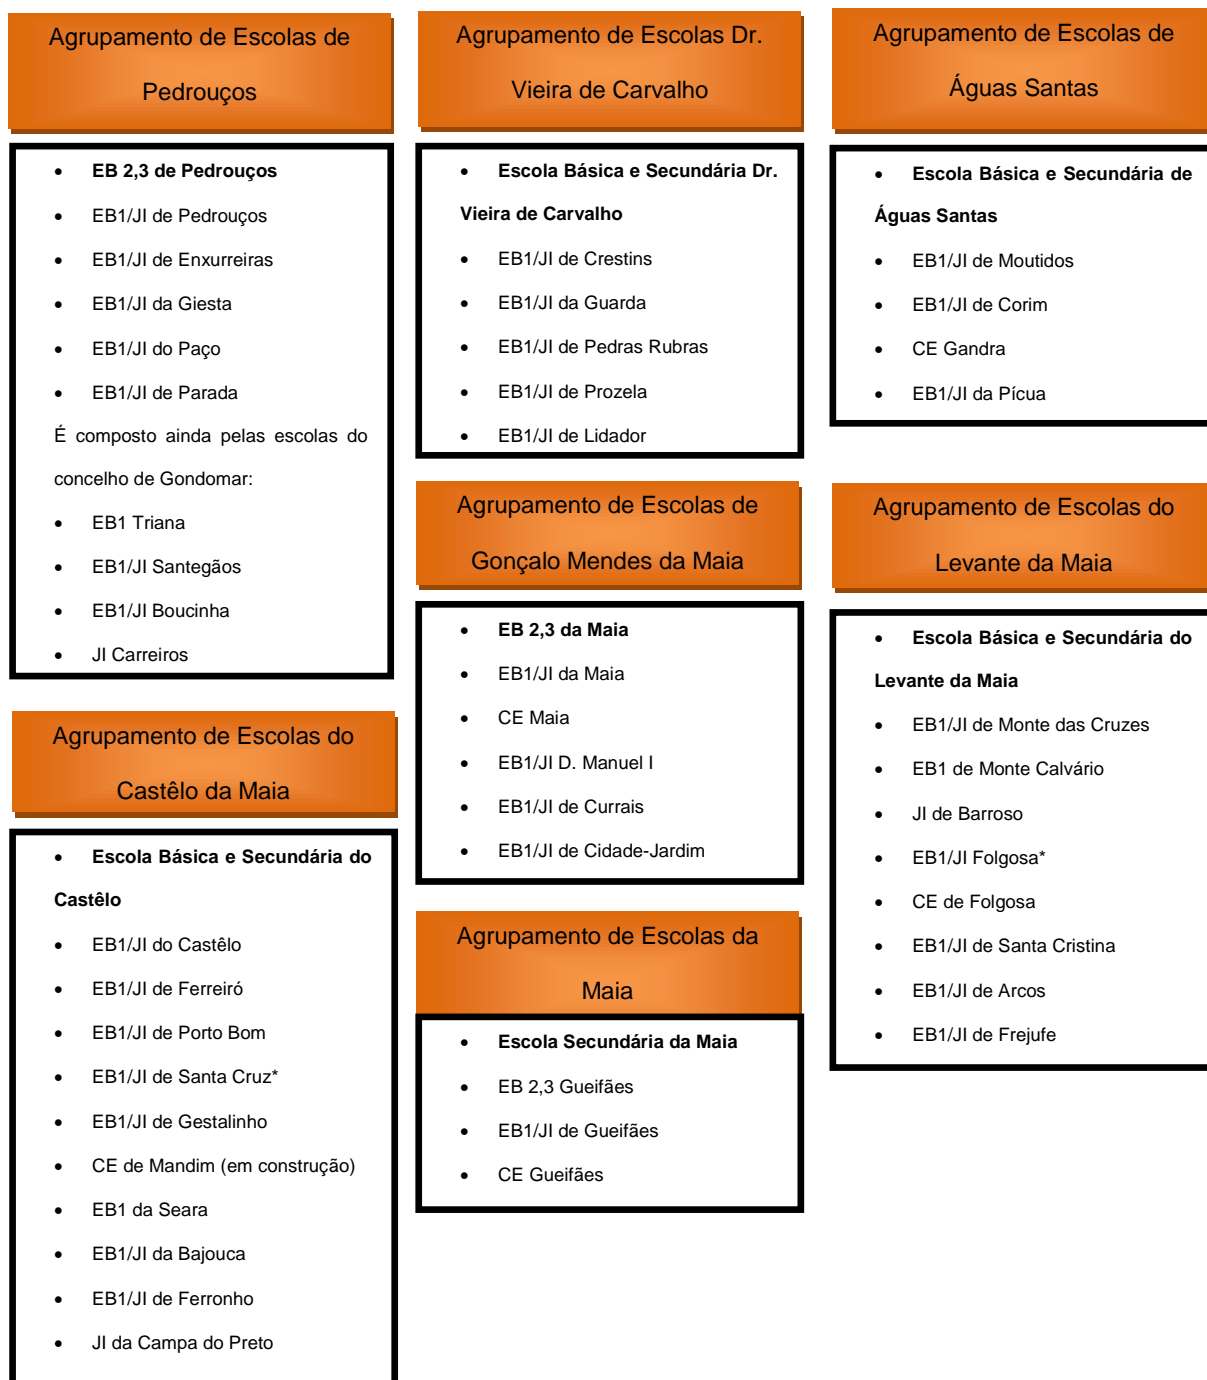 Agrupamento de Escolas de
Pedrouços
• EB 2,3 de Pedrouços
• EB1/JI de Pedrouços
• EB1/JI de Enxurreiras
• EB1/JI da Giesta
• EB1/JI do Paço
• EB1/JI de Parada
É composto ainda pelas escolas do
concelho de Gondomar:
• EB1 Triana
• EB1/JI Santegãos
• EB1/JI Boucinha
• JI Carreiros
Agrupamento de Escolas do
Castêlo da Maia
• Escola Básica e Secundária do
Castêlo
• EB1/JI do Castêlo
• EB1/JI de Ferreiró
• EB1/JI de Porto Bom
• EB1/JI de Santa Cruz*
• EB1/JI de Gestalinho
• CE de Mandim (em construção)
• EB1 da Seara
• EB1/JI da Bajouca
• EB1/JI de Ferronho
• JI da Campa do Preto
Agrupamento de Escolas Dr.
Vieira de Carvalho
• Escola Básica e Secundária Dr.
Vieira de Carvalho
• EB1/JI de Crestins
• EB1/JI da Guarda
• EB1/JI de Pedras Rubras
• EB1/JI de Prozela
• EB1/JI de Lidador
Agrupamento de Escolas de
Gonçalo Mendes da Maia
• EB 2,3 da Maia
• EB1/JI da Maia
• CE Maia
• EB1/JI D. Manuel I
• EB1/JI de Currais
• EB1/JI de Cidade-Jardim
Agrupamento de Escolas da
Maia
• Escola Secundária da Maia
• EB 2,3 Gueifães
• EB1/JI de Gueifães
• CE Gueifães
Agrupamento de Escolas de
Águas Santas
• Escola Básica e Secundária de
Águas Santas
• EB1/JI de Moutidos
• EB1/JI de Corim
• CE Gandra
• EB1/JI da Pícua
Agrupamento de Escolas do
Levante da Maia
• Escola Básica e Secundária do
Levante da Maia
• EB1/JI de Monte das Cruzes
• EB1 de Monte Calvário
• JI de Barroso
• EB1/JI Folgosa*
• CE de Folgosa
• EB1/JI de Santa Cristina
• EB1/JI de Arcos
• EB1/JI de Frejufe